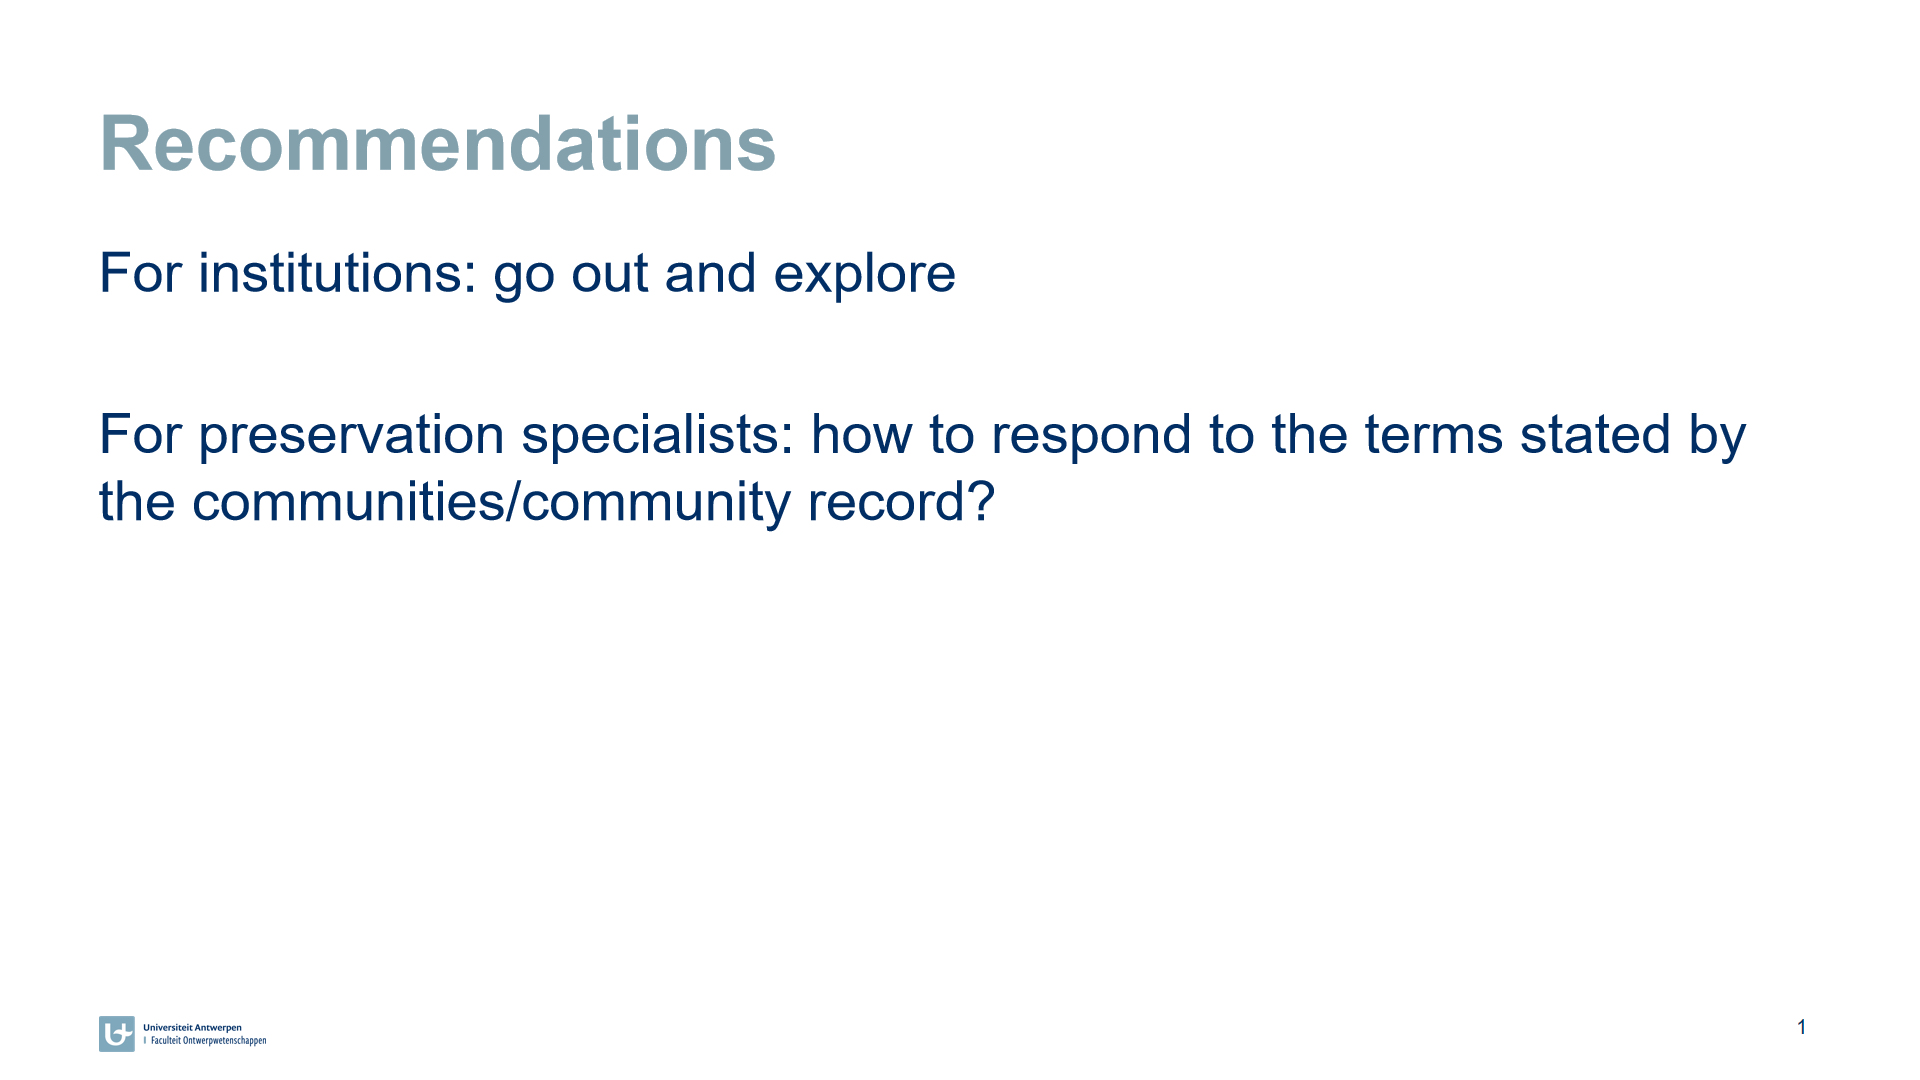 Recommendations
For institutions: go out and explore
For preservation specialists: how to respond to the terms stated by
the communities/community record?
Universiteit Antwerpen
| Faculteit Ontwerpwetenschappen
1